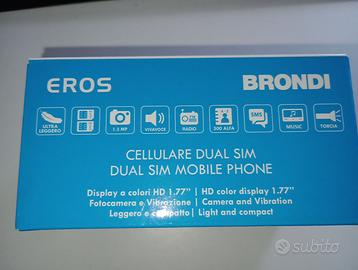 EROS
BRONDI
ULTRA
LEGGERO
1.3 MP
VIVAVOCE
RADIO
300 ALFA
SMS
MUSIC
TORCIA
CELLULARE DUAL SIM
DUAL SIM MOBILE PHONE
Display a colori HD 1.77" | HD color display 1.77"
Fotocamera e Vibrazione | Camera and Vibration
Leggero e compatto | Light and compact
subito